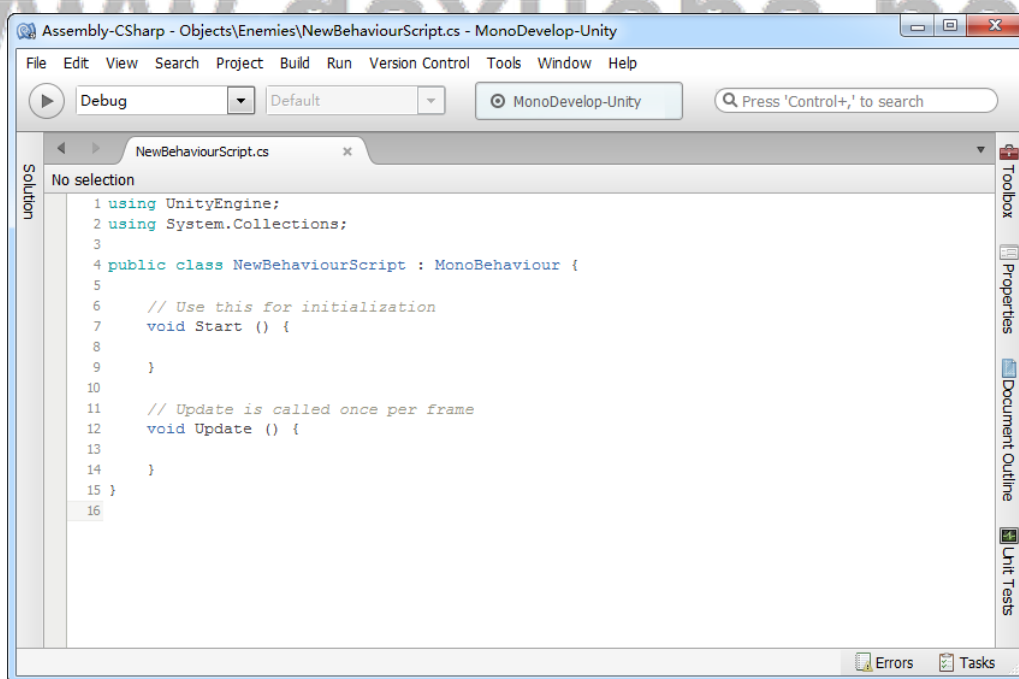 Assembly-CSharp - Objects\Enemies\NewBehaviourScript.cs - MonoDevelop-Unity
File Edit View Search Project Build Run Version Control Tools Window Help
Debug Default MonoDevelop-Unity Press 'Control+,' to search
NewBehaviourScript.cs
No selection
Solution
1 using UnityEngine;
2 using System.Collections;
3
4 public class NewBehaviourScript : MonoBehaviour {
5
6 // Use this for initialization
7 void Start () {
8
9 }
10
11 // Update is called once per frame
12 void Update () {
13
14 }
15 }
16
Toolbox
Properties
Document Outline
Unit Tests
Errors Tasks